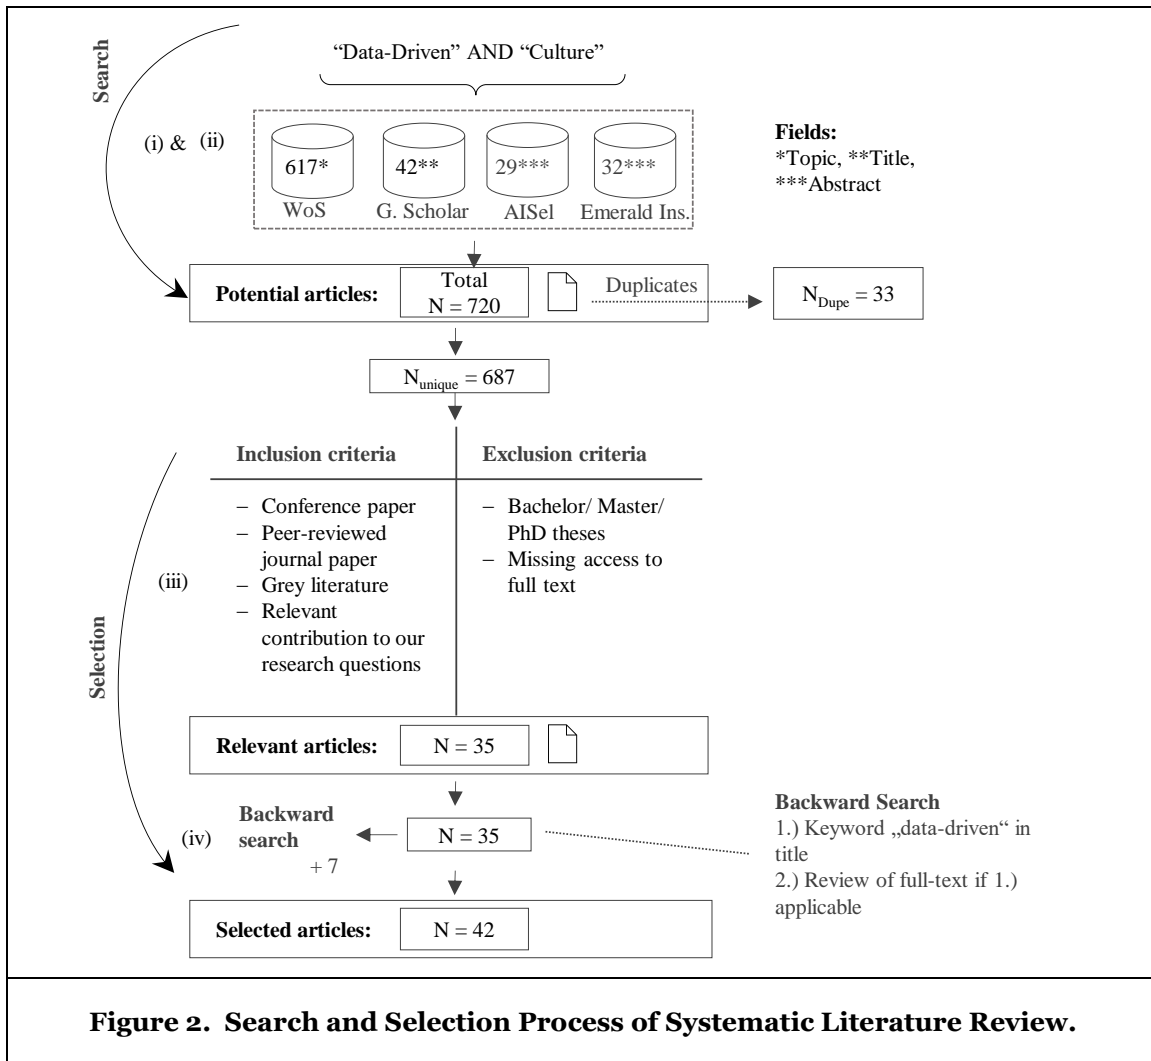 Search
“Data-Driven” AND “Culture”
(i) & (ii)
617*
42**
29***
32***
WoS
G. Scholar
AISel
Emerald Ins.
Fields:
*Topic, **Title,
***Abstract
Potential articles:
Total
N = 720
Duplicates
N_Dupe = 33
N_unique = 687
Selection
(iii)
Inclusion criteria
– Conference paper
– Peer-reviewed
journal paper
– Grey literature
– Relevant
contribution to our
research questions
Exclusion criteria
– Bachelor/ Master/
PhD theses
– Missing access to
full text
Relevant articles:
N = 35
(iv)
Backward
search
+ 7
N = 35
Backward Search
1.) Keyword „data-driven“ in
title
2.) Review of full-text if 1.)
applicable
Selected articles:
N = 42
Figure 2. Search and Selection Process of Systematic Literature Review.